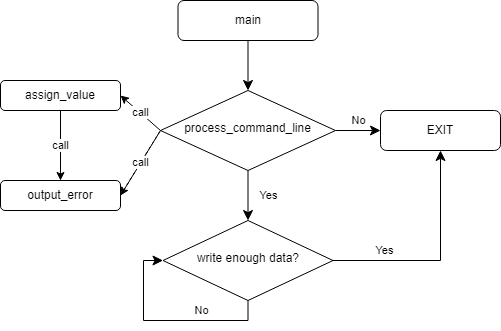 main
assign_value
call
process_command_line
No
EXIT
call
call
output_error
Yes
write enough data?
Yes
No